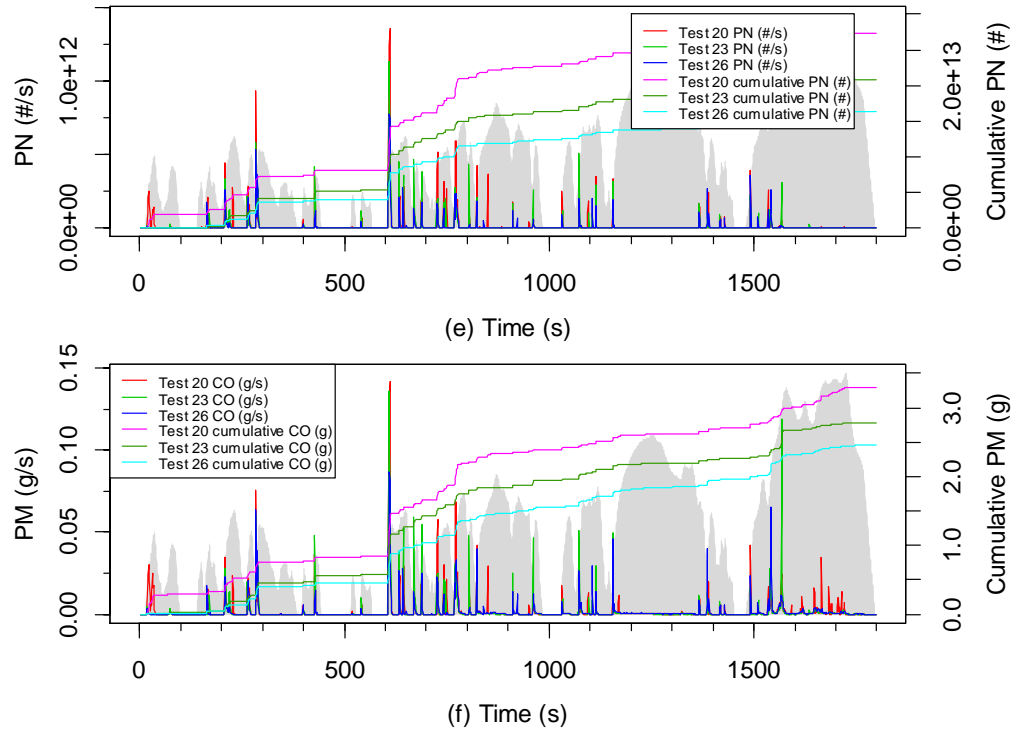 PN (#/s)
0.0e+00
1.0e+12
Test 20 PN (#/s)
Test 23 PN (#/s)
Test 26 PN (#/s)
Test 20 cumulative PN (#)
Test 23 cumulative PN (#)
Test 26 cumulative PN (#)
0.0e+00
2.0e+13
Cumulative PN (#)
0 500 1000 1500
(e) Time (s)
PM (g/s)
0.15
0.10
0.05
0.00
Test 20 CO (g/s)
Test 23 CO (g/s)
Test 26 CO (g/s)
Test 20 cumulative CO (g)
Test 23 cumulative CO (g)
Test 26 cumulative CO (g)
3.0
2.0
1.0
0.0
Cumulative PM (g)
0 500 1000 1500
(f) Time (s)